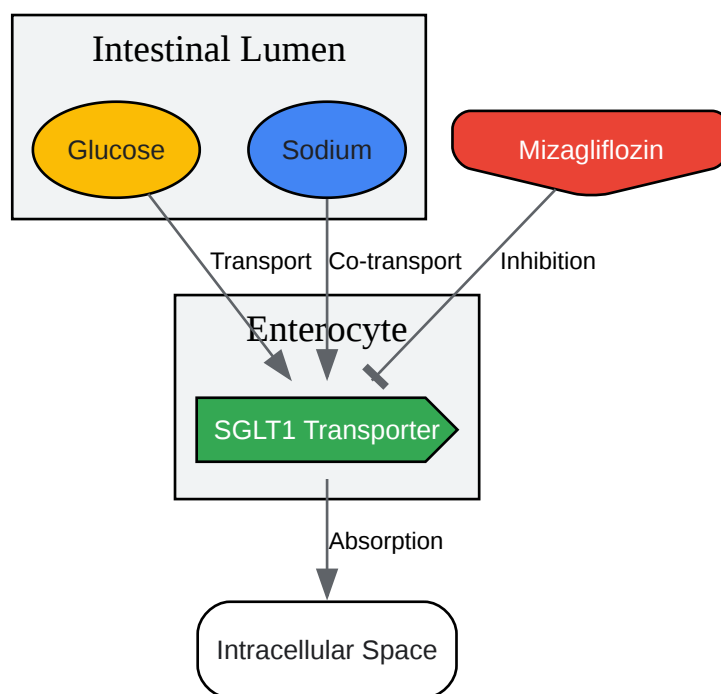 Intestinal Lumen
Glucose
Sodium
Mizagliflozin
Transport
Co-transport
Inhibition
Enterocyte
SGLT1 Transporter
Absorption
Intracellular Space